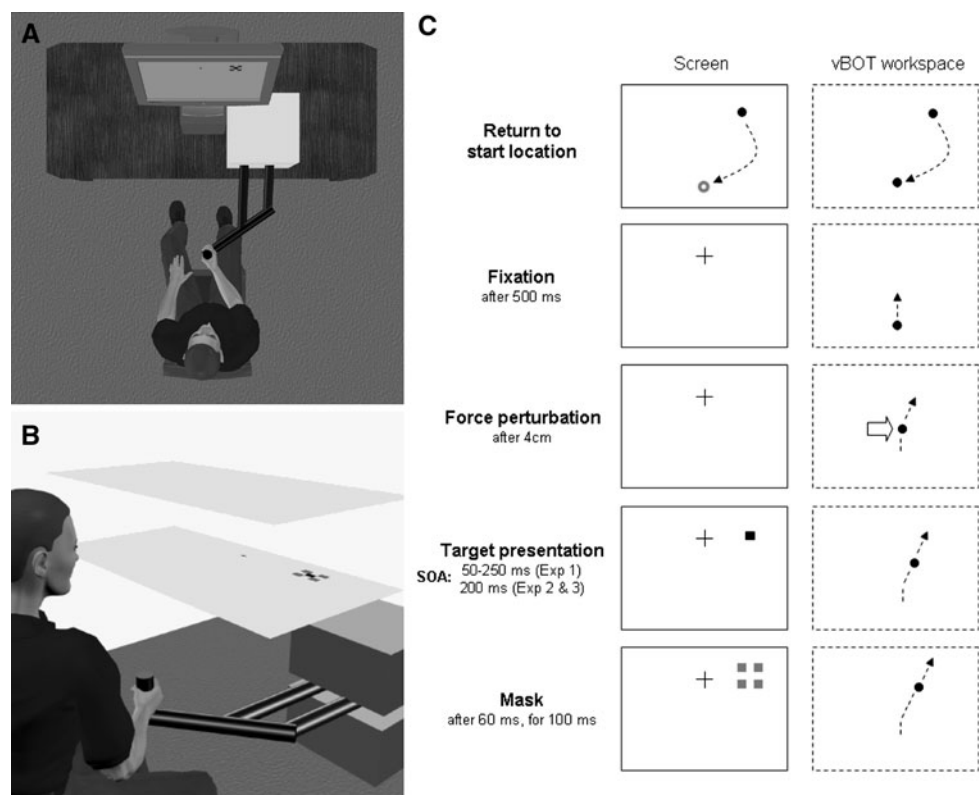 A
B
C
Screen
vBOT workspace
Return to
start location
Fixation
after 500 ms
Force perturbation
after 4cm
Target presentation
SOA: 50-250 ms (Exp 1)
200 ms (Exp 2 & 3)
Mask
after 60 ms, for 100 ms